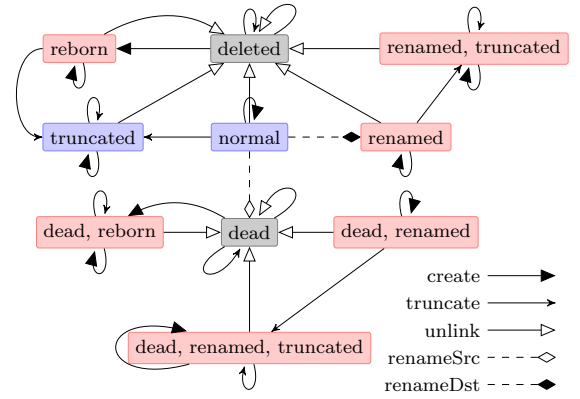 reborn
deleted
renamed, truncated
truncated
normal
renamed
dead, reborn
dead
dead, renamed
dead, renamed, truncated
create
truncate
unlink
renameSrc
renameDst